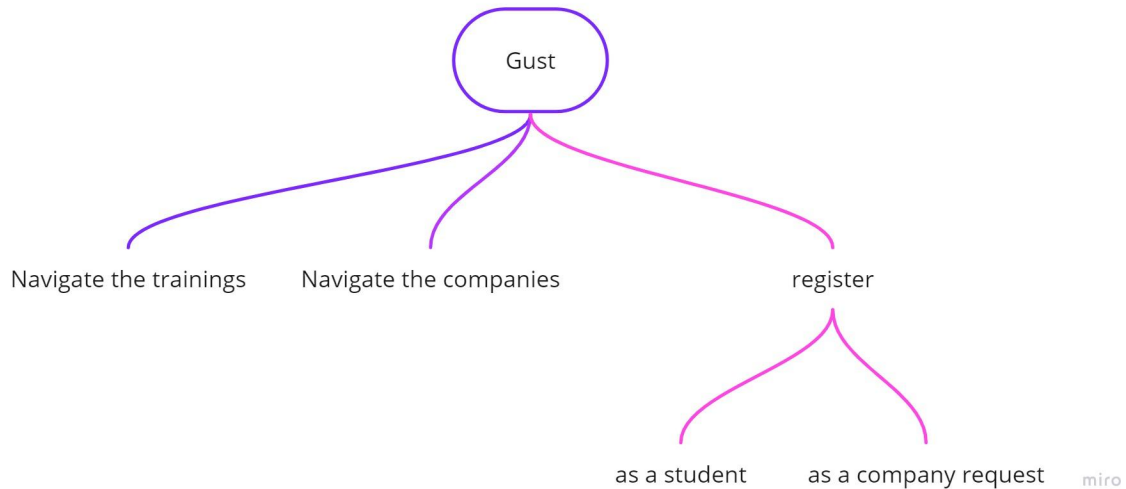 Gust
Navigate the trainings
Navigate the companies
register
as a student
as a company request
miro